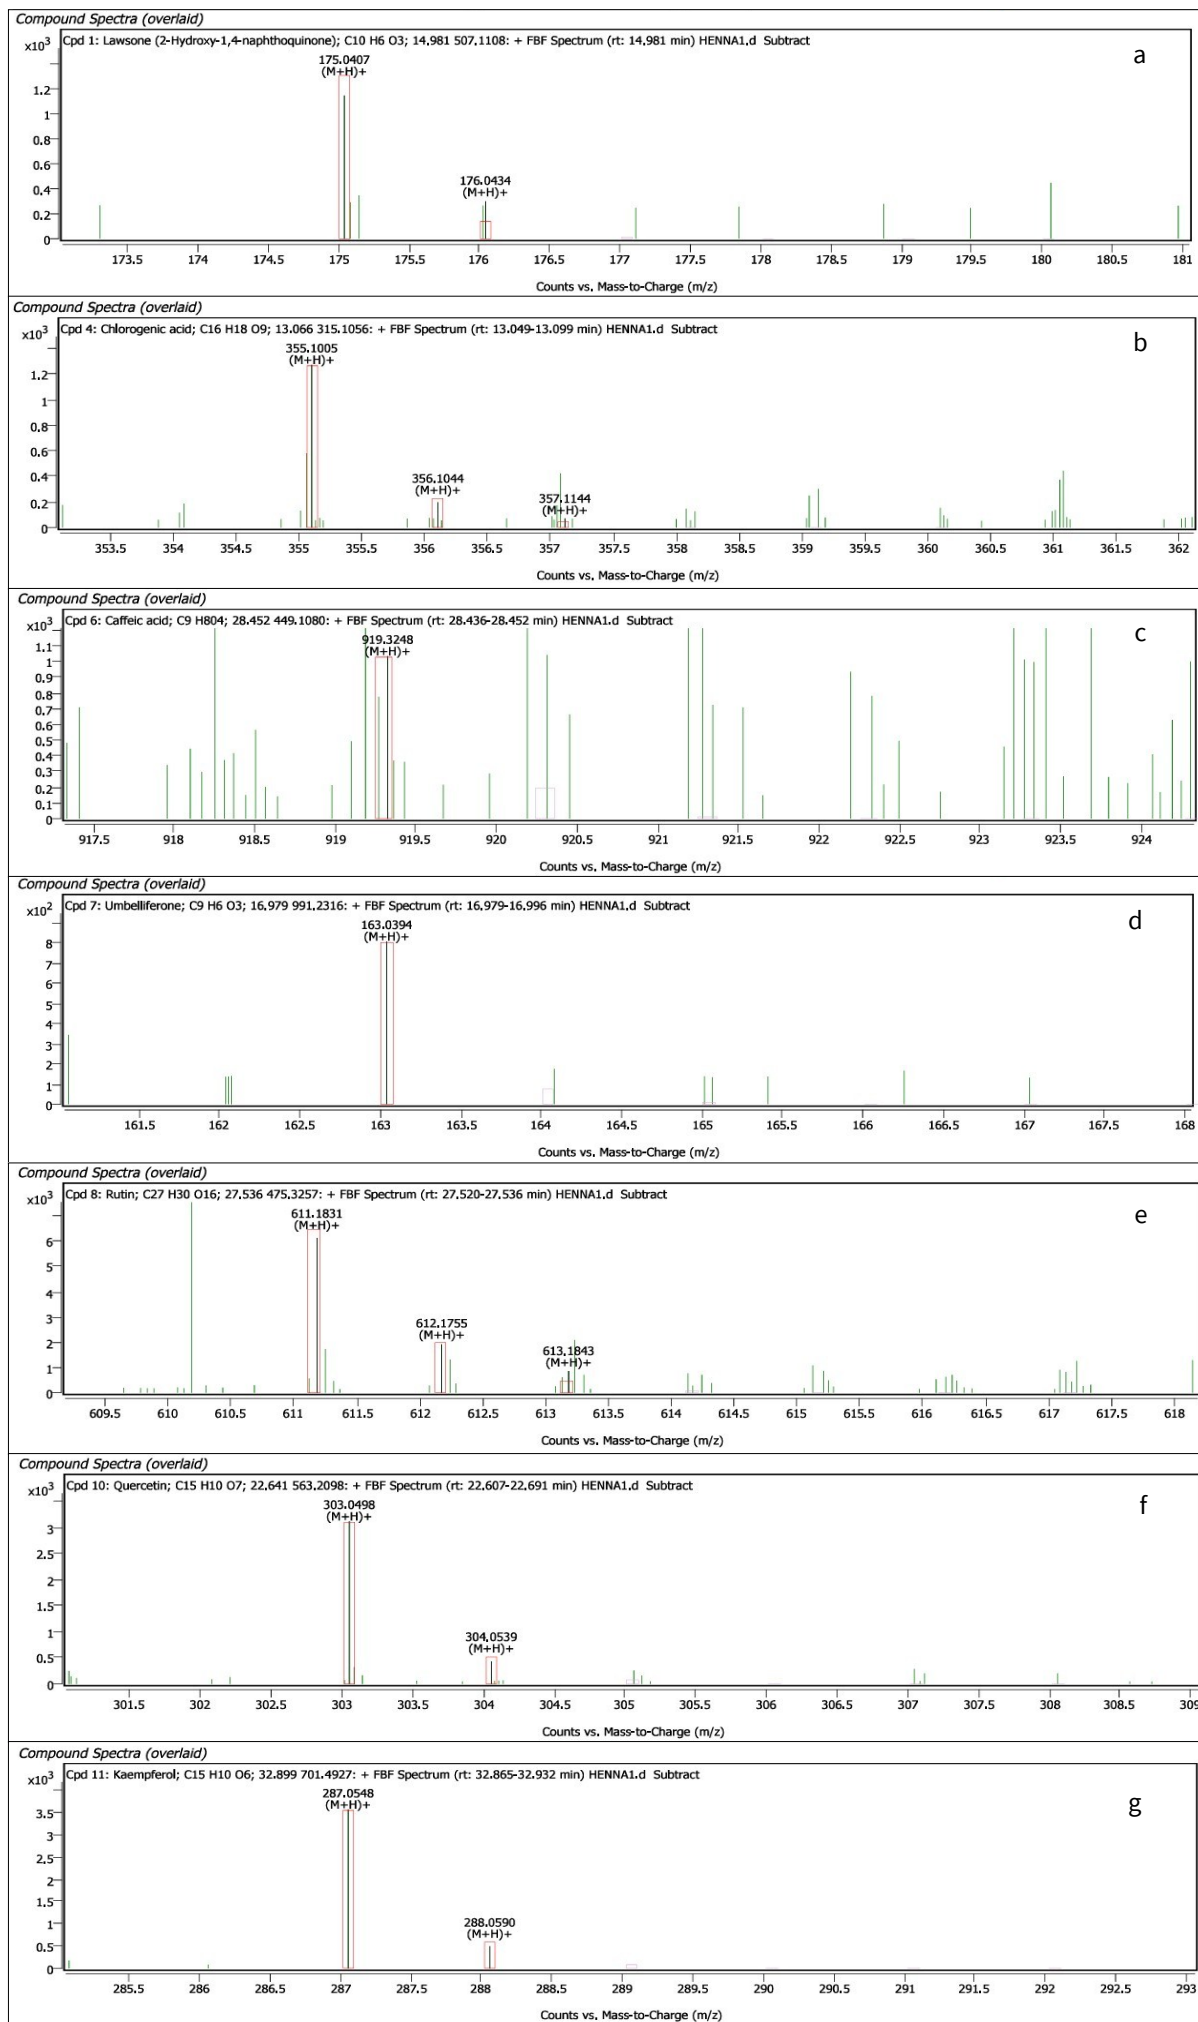 Compound Spectra (overlaid)
x10³ Cpd 1: Lawsone (2-Hydroxy-1,4-naphthoquinone); C10 H6 O3; 14.981 507.1108: + FBF Spectrum (rt: 14.981 min) HENNA1.d Subtract
a
175.0407
(M+H)+
1.2
1
0.8
0.6
0.4
0.2
0
176.0434
(M+H)+
173.5 174 174.5 175 175.5 176 176.5 177 177.5 178 178.5 179 179.5 180 180.5 181
Counts vs. Mass-to-Charge (m/z)
Compound Spectra (overlaid)
x10³ Cpd 4: Chlorogenic acid; C16 H18 O9; 13.066 315.1056: + FBF Spectrum (rt: 13.049-13.099 min) HENNA1.d Subtract
b
355.1005
(M+H)+
1.2
1
0.8
0.6
0.4
0.2
0
356.1044
(M+H)+
357.1144
(M+H)+
353.5 354 354.5 355 355.5 356 356.5 357 357.5 358 358.5 359 359.5 360 360.5 361 361.5 362
Counts vs. Mass-to-Charge (m/z)
Compound Spectra (overlaid)
x10³ Cpd 6: Caffeic acid; C9 H8O4; 28.452 449.1080: + FBF Spectrum (rt: 28.436-28.452 min) HENNA1.d Subtract
c
919.3248
(M+H)+
1.1
1
0.9
0.8
0.7
0.6
0.5
0.4
0.3
0.2
0.1
0
917.5 918 918.5 919 919.5 920 920.5 921 921.5 922 922.5 923 923.5 924
Counts vs. Mass-to-Charge (m/z)
Compound Spectra (overlaid)
x10² Cpd 7: Umbelliferone; C9 H6 O3; 16.979 991.2316: + FBF Spectrum (rt: 16.979-16.996 min) HENNA1.d Subtract
d
163.0394
(M+H)+
8
7
6
5
4
3
2
1
0
161.5 162 162.5 163 163.5 164 164.5 165 165.5 166 166.5 167 167.5 168
Counts vs. Mass-to-Charge (m/z)
Compound Spectra (overlaid)
x10³ Cpd 8: Rutin; C27 H30 O16; 27.536 475.3257: + FBF Spectrum (rt: 27.520-27.536 min) HENNA1.d Subtract
e
611.1831
(M+H)+
6
5
4
3
2
1
0
612.1755
(M+H)+
613.1843
(M+H)+
609.5 610 610.5 611 611.5 612 612.5 613 613.5 614 614.5 615 615.5 616 616.5 617 617.5 618
Counts vs. Mass-to-Charge (m/z)
Compound Spectra (overlaid)
x10³ Cpd 10: Quercetin; C15 H10 O7; 22.641 563.2098: + FBF Spectrum (rt: 22.607-22.691 min) HENNA1.d Subtract
f
303.0498
(M+H)+
3
2.5
2
1.5
1
0.5
0
304.0539
(M+H)+
301.5 302 302.5 303 303.5 304 304.5 305 305.5 306 306.5 307 307.5 308 308.5 309
Counts vs. Mass-to-Charge (m/z)
Compound Spectra (overlaid)
x10³ Cpd 11: Kaempferol; C15 H10 O6; 32.899 701.4927: + FBF Spectrum (rt: 32.865-32.932 min) HENNA1.d Subtract
g
287.0548
(M+H)+
3.5
3
2.5
2
1.5
1
0.5
0
288.0590
(M+H)+
285.5 286 286.5 287 287.5 288 288.5 289 289.5 290 290.5 291 291.5 292 292.5 293
Counts vs. Mass-to-Charge (m/z)